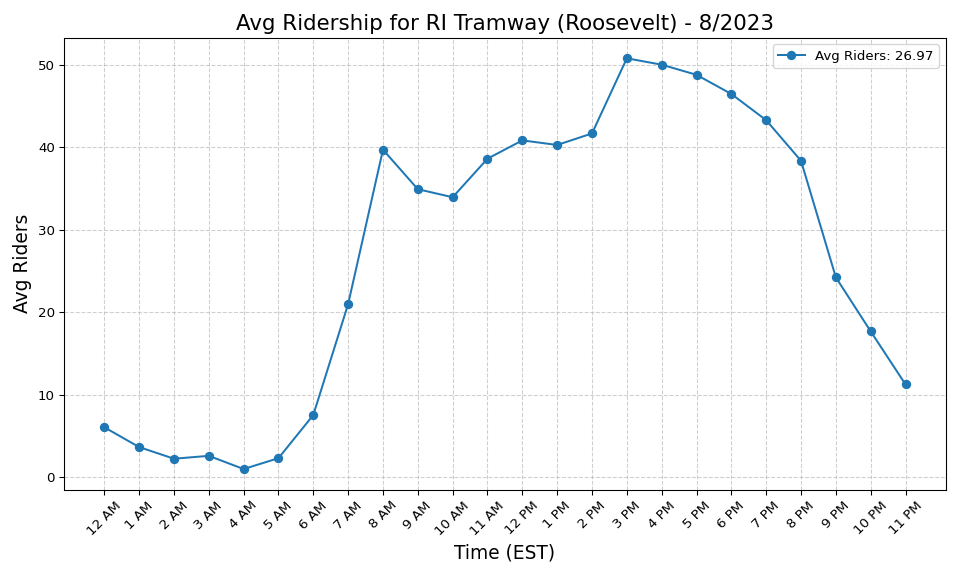 Avg Ridership for RI Tramway (Roosevelt) - 8/2023
Avg Riders: 26.97
Avg Riders
50
40
30
20
10
0
12 AM 1 AM 2 AM 3 AM 4 AM 5 AM 6 AM 7 AM 8 AM 9 AM 10 AM 11 AM 12 PM 1 PM 2 PM 3 PM 4 PM 5 PM 6 PM 7 PM 8 PM 9 PM 10 PM 11 PM
Time (EST)